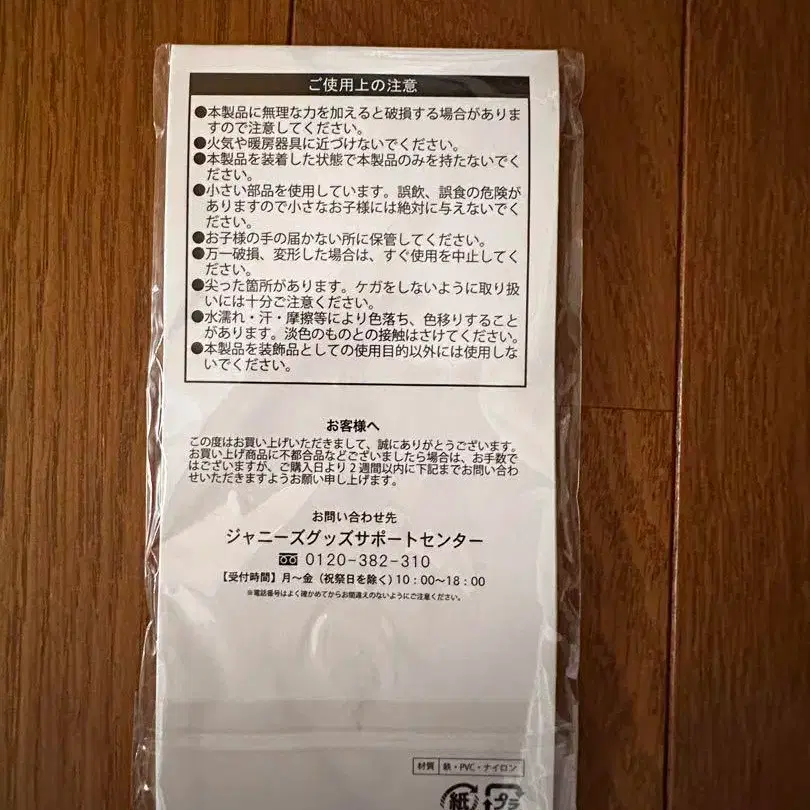 ご使用上の注意
●本製品に無理な力を加えると破損する場合がありま
すので注意してください。
●火気や暖房器具に近づけないでください。
●本製品を装着した状態で本製品のみを持たないでく
ださい。
●小さい部品を使用しています。誤飲、誤食の危険が
ありますので小さなお子様には絶対に与えないでく
ださい。
●お子様の手の届かない所に保管してください。
●万一破損、変形した場合は、すぐ使用を中止してく
ださい。
●尖った箇所があります。ケガをしないように取り扱
いには十分ご注意ください。
●水濡れ・汗・摩擦等により色落ち、色移りすること
があります。淡色のものとの接触はさけてください。
●本製品を装飾品としての使用目的以外には使用しな
いでください。
お客様へ
この度はお買い上げいただきまして、誠にありがとうございます。
お買い上げ商品に不都合品などございましたら場合は、お手数で
はございますが、ご購入日より2週間以内に下記までお問い合わ
せいただきますようお願い申し上げます。
お問い合わせ先
ジャニーズグッズサポートセンター
0120-382-310
【受付時間】月～金（祝祭日を除く）10：00～18：00
※電話番号はよく確かめてからお間違えのないようにご注意ください。
材質 鉄・PVC・ナイロン
紙 プラ